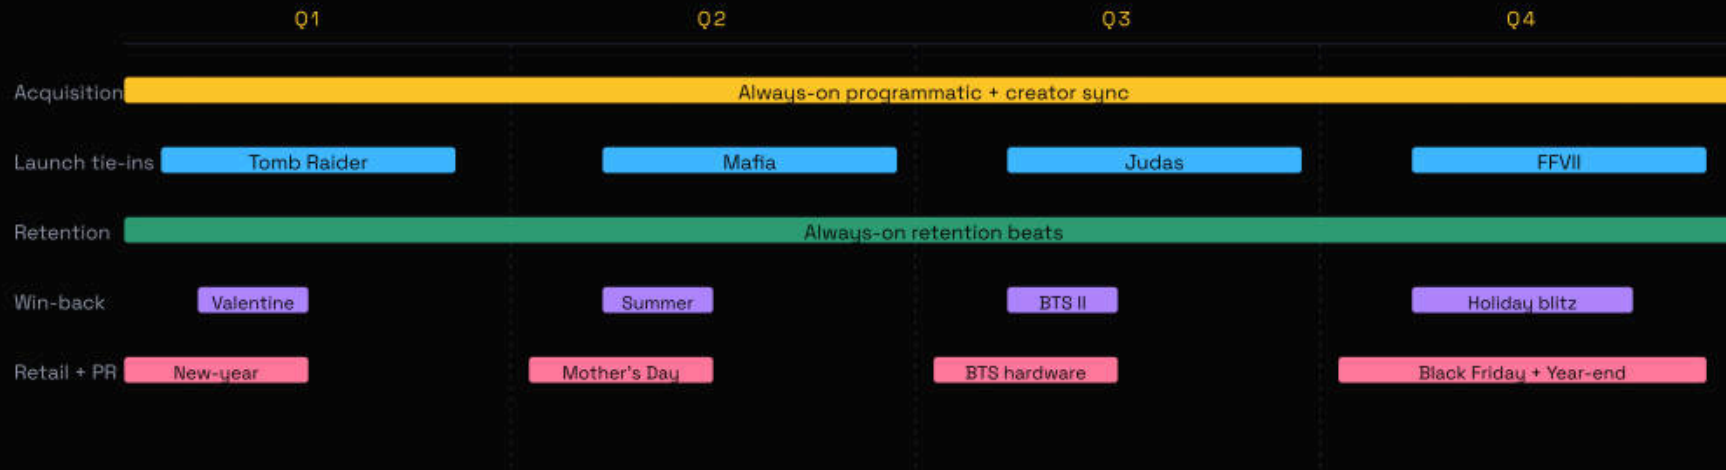 Q1 Q2 Q3 Q4
Acquisition Always-on programmatic + creator sync
Launch tie-ins Tomb Raider Mafia Judas FFVII
Retention Always-on retention beats
Win-back Valentine Summer BTS II Holiday blitz
Retail + PR New-year Mother's Day BTS hardware Black Friday + Year-end